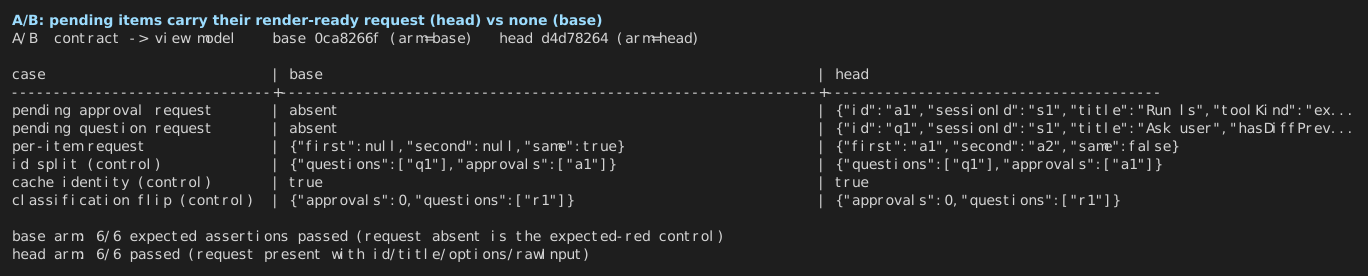 A/B: pending items carry their render-ready request (head) vs none (base)
A/B contract -> view model base 0ca8266f (arm=base) head d4d78264 (arm=head)
case | base | head
------------------------------+----------------------------------------------------------------+----------------------------------------
pending approval request | absent | {"id":"a1","sessionId":"s1","title":"Run ls","toolKind":"ex...
pending question request | absent | {"id":"q1","sessionId":"s1","title":"Ask user","hasDiffPrev...
per-item request | {"first":null,"second":null,"same":true} | {"first":"a1","second":"a2","same":false}
id split (control) | {"questions":["q1"],"approvals":["a1"]} | {"questions":["q1"],"approvals":["a1"]}
cache identity (control) | true | true
classification flip (control) | {"approvals":0,"questions":["r1"]} | {"approvals":0,"questions":["r1"]}
base arm: 6/6 expected assertions passed (request absent is the expected-red control)
head arm: 6/6 passed (request present with id/title/options/rawInput)